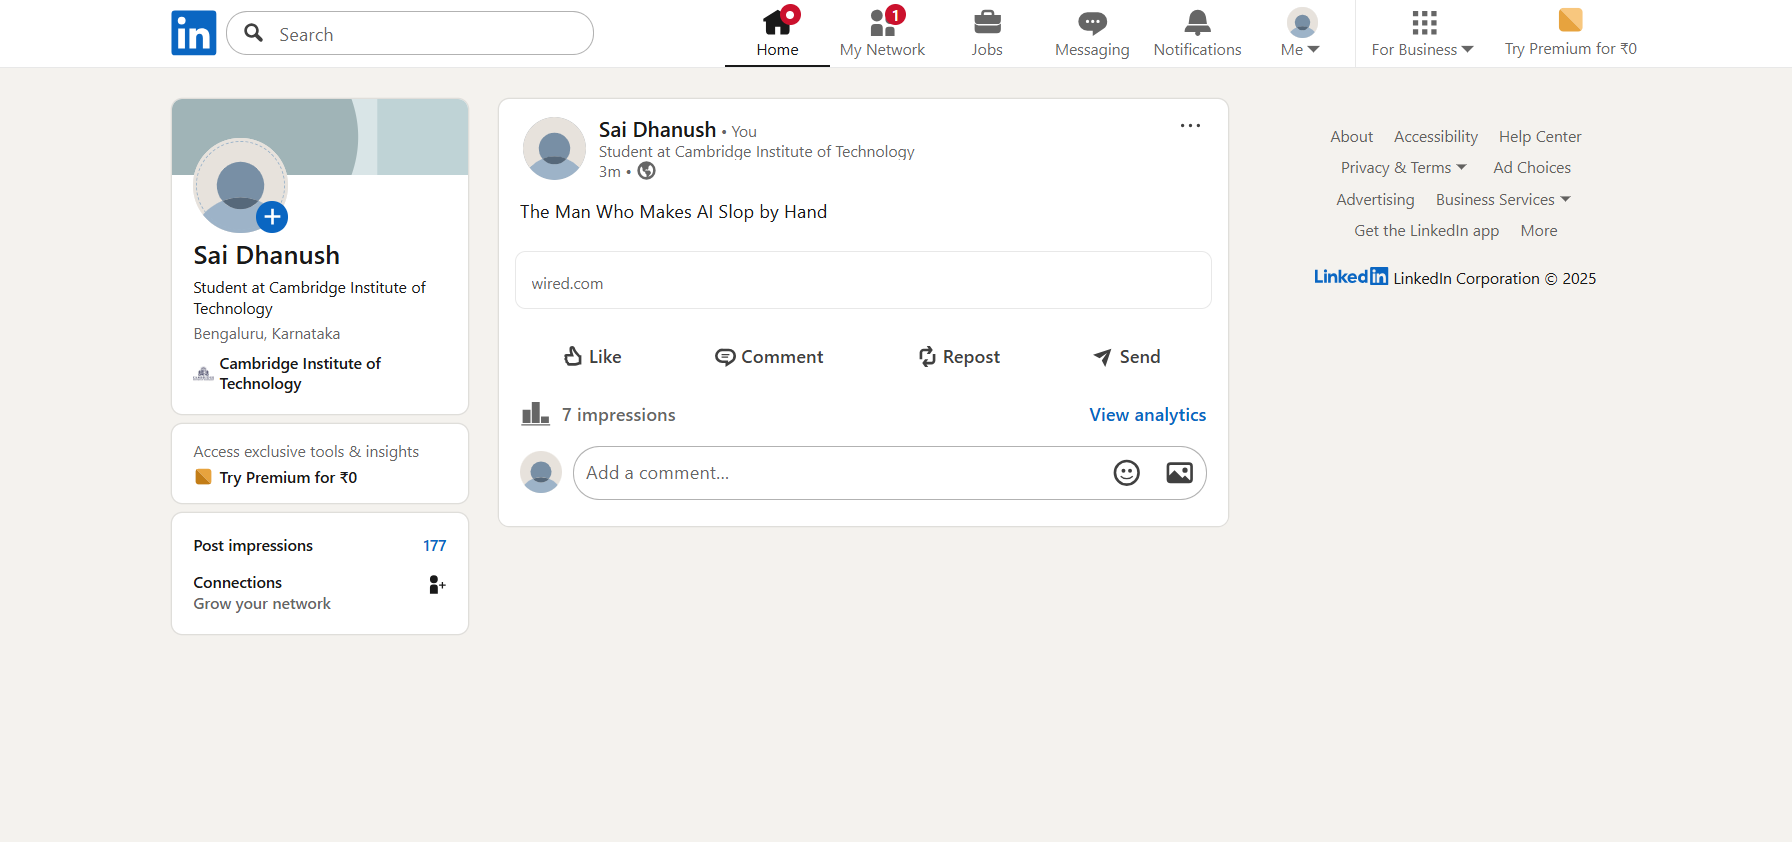 in
Search
Home
1
My Network
Jobs
Messaging
Notifications
Me
For Business
Try Premium for ₹0
Sai Dhanush
Student at Cambridge Institute of
Technology
Bengaluru, Karnataka
Cambridge Institute of
Technology
Access exclusive tools & insights
Try Premium for ₹0
Post impressions 177
Connections
Grow your network
Sai Dhanush • You
Student at Cambridge Institute of Technology
3m •
The Man Who Makes AI Slop by Hand
wired.com
Like Comment Repost Send
7 impressions View analytics
Add a comment...
About Accessibility Help Center
Privacy & Terms Ad Choices
Advertising Business Services
Get the LinkedIn app More
LinkedIn LinkedIn Corporation © 2025